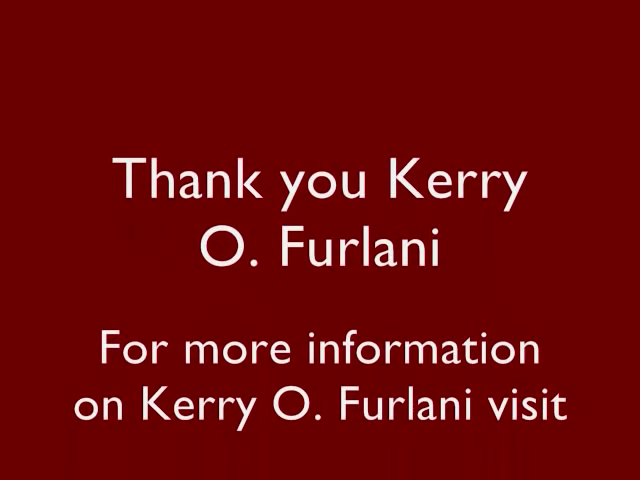 Thank you Kerry
O. Furlani
For more information
on Kerry O. Furlani visit